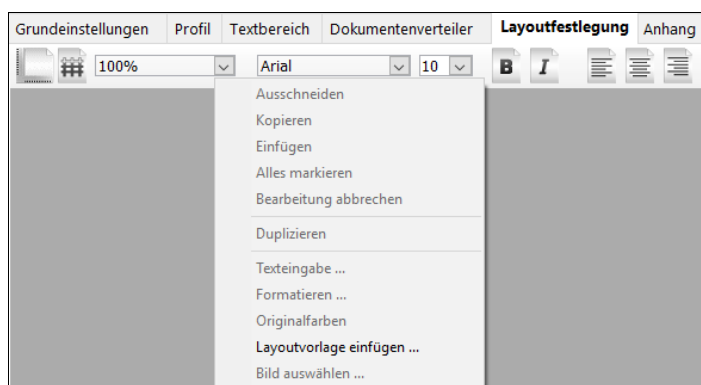 Grundeinstellungen Profil Textbereich Dokumentenverteiler Layoutfestlegung Anhang
100% Arial 10 B I
Ausschneiden
Kopieren
Einfügen
Alles markieren
Bearbeitung abbrechen
Duplizieren
Texteingabe ...
Formatieren ...
Originalfarben
Layoutvorlage einfügen ...
Bild auswählen ...